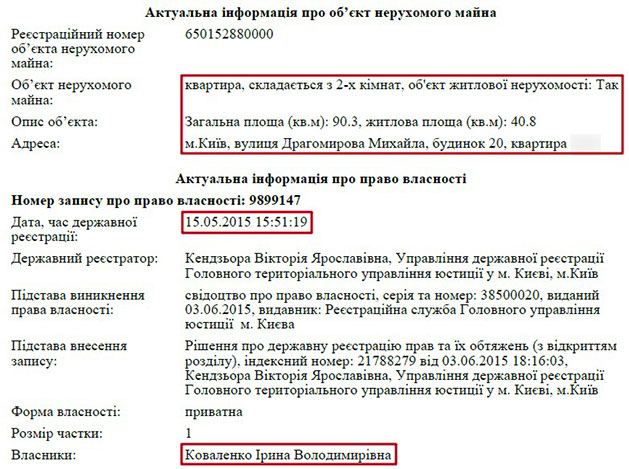 Актуальна інформація про об’єкт нерухомого майна
Реєстраційний номер об’єкта нерухомого майна: 650152880000
Об’єкт нерухомого майна: квартира, складається з 2-х кімнат, об'єкт житлової нерухомості: Так
Опис об’єкта: Загальна площа (кв.м): 90.3, житлова площа (кв.м): 40.8
Адреса: м.Київ, вулиця Драгомирова Михайла, будинок 20, квартира
Актуальна інформація про право власності
Номер запису про право власності: 9899147
Дата, час державної реєстрації: 15.05.2015 15:51:19
Державний реєстратор: Кендзьора Вікторія Ярославівна, Управління державної реєстрації
Головного територіального управління юстиції у м. Києві, м.Київ
Підстава виникнення права власності: свідоцтво про право власності, серія та номер: 38500020, виданий
03.06.2015, видавник: Реєстраційна служба Головного управління
юстиції м. Києва
Підстава внесення запису: Рішення про державну реєстрацію прав та їх обтяжень (з відкриттям
розділу), індексний номер: 21788279 від 03.06.2015 18:16:03,
Кендзьора Вікторія Ярославівна, Управління державної реєстрації
Головного територіального управління юстиції у м. Києві, м.Київ
Форма власності: приватна
Розмір частки: 1
Власники: Коваленко Ірина Володимирівна